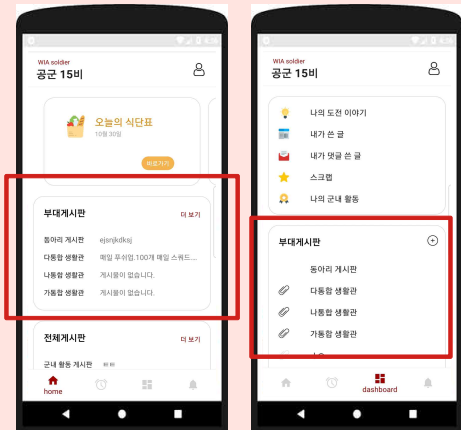 WIA soldier
공군 15비
오늘의 식단표
10월 30일
바로가기
부대게시판 더 보기
동아리 게시판 ejsnjkdksj
다통합 생활관 매일 푸쉬업.100개 매일 스쿼드...
나통합 생활관 게시물이 없습니다.
가통합 생활관 게시물이 없습니다.
전체게시판 더 보기
군내 활동 게시판
home
WIA soldier
공군 15비
나의 도전 이야기
내가 쓴 글
내가 댓글 쓴 글
스크랩
나의 군내 활동
부대게시판
동아리 게시판
다통합 생활관
나통합 생활관
가통합 생활관
dashboard